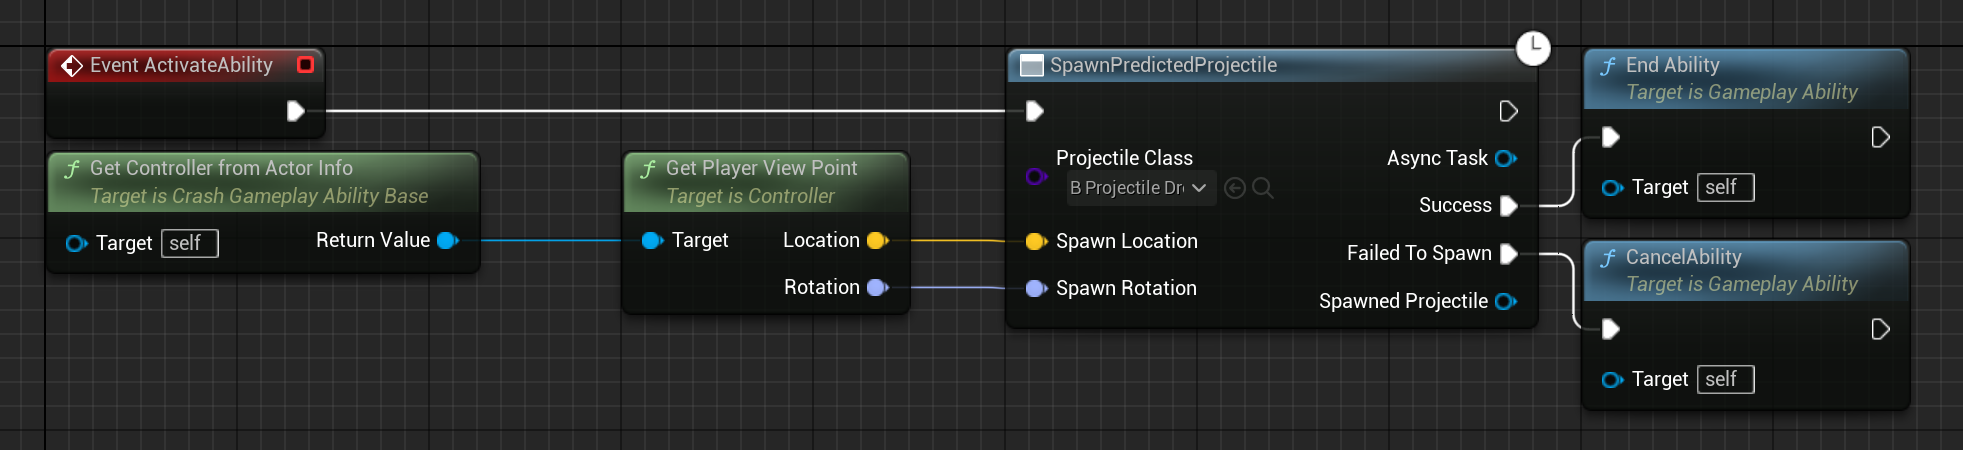 Event ActivateAbility
Get Controller from Actor Info
Target is Crash Gameplay Ability Base
Target
self
Return Value
Get Player View Point
Target is Controller
Target
Location
Rotation
SpawnPredictedProjectile
Projectile Class
B Projectile
Spawn Location
Spawn Rotation
Async Task
Success
Failed To Spawn
Spawned Projectile
End Ability
Target is Gameplay Ability
Target
self
CancelAbility
Target is Gameplay Ability
Target
self